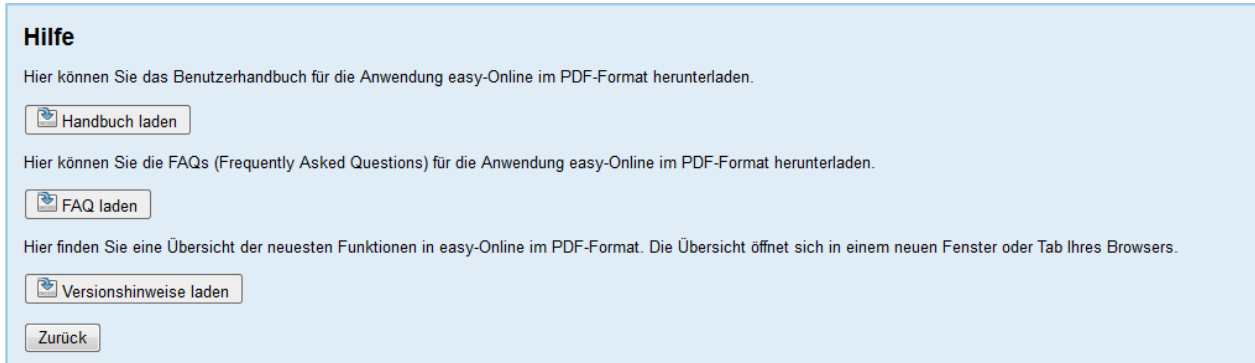 Hilfe
Hier können Sie das Benutzerhandbuch für die Anwendung easy-Online im PDF-Format herunterladen.
Handbuch laden
Hier können Sie die FAQs (Frequently Asked Questions) für die Anwendung easy-Online im PDF-Format herunterladen.
FAQ laden
Hier finden Sie eine Übersicht der neuesten Funktionen in easy-Online im PDF-Format. Die Übersicht öffnet sich in einem neuen Fenster oder Tab Ihres Browsers.
Versionshinweise laden
Zurück